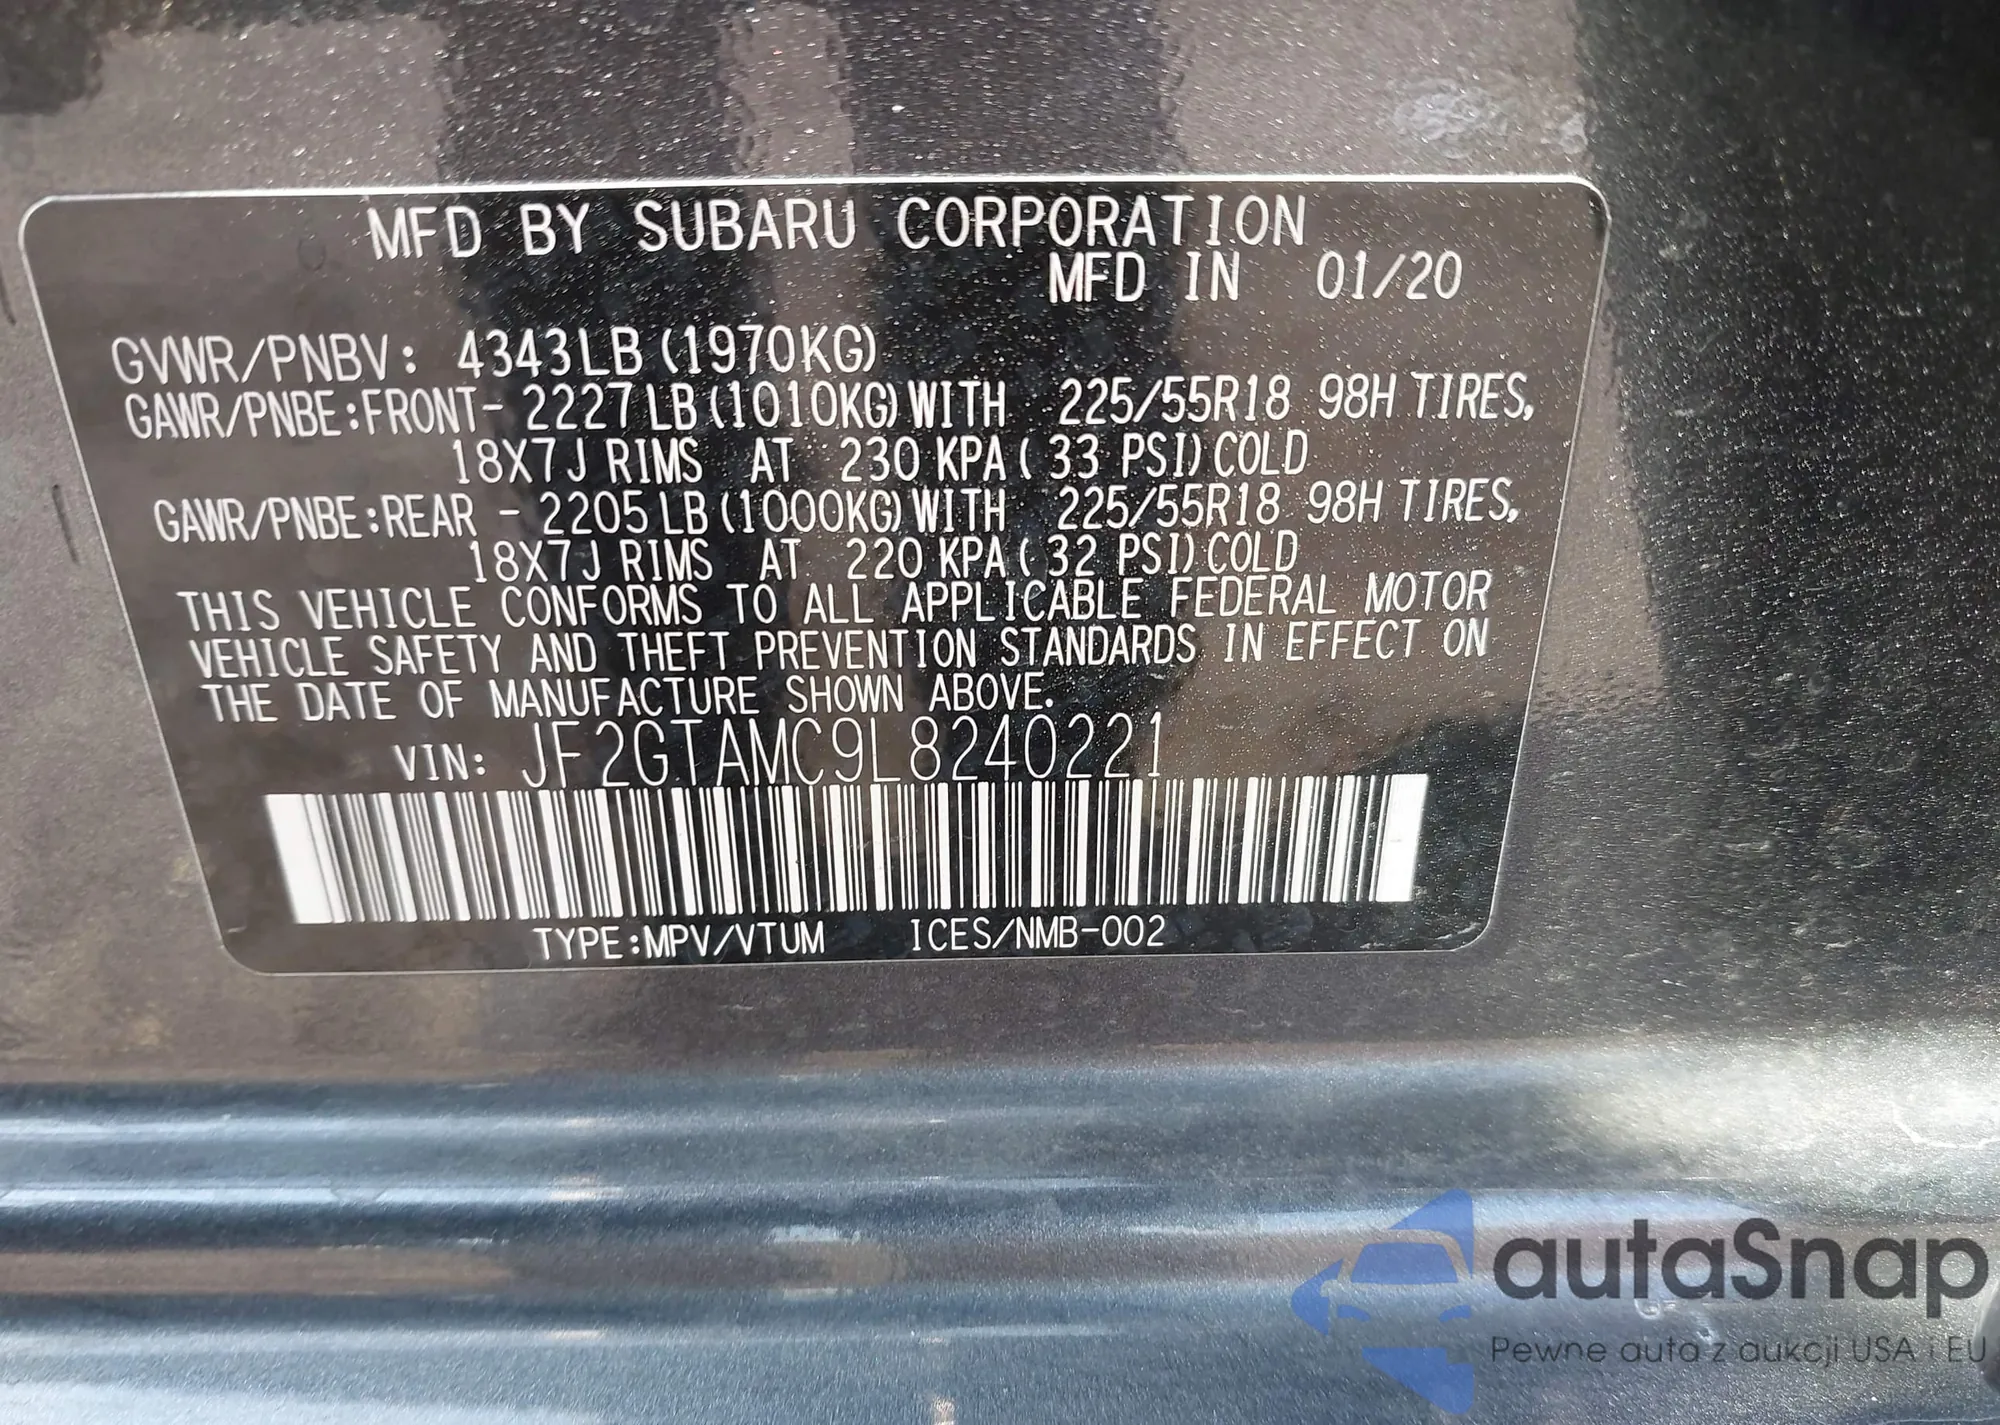 MFD BY SUBARU CORPORATION
MFD IN 01/20
GVWR/PNBV: 4343LB (1970KG)
GAWR/PNBE:FRONT- 2227LB(1010KG)WITH 225/55R18 98H TIRES,
18X7J RIMS AT 230 KPA( 33 PSI)COLD
GAWR/PNBE:REAR - 2205LB(1000KG)WITH 225/55R18 98H TIRES,
18X7J RIMS AT 220 KPA( 32 PSI)COLD
THIS VEHICLE CONFORMS TO ALL APPLICABLE FEDERAL MOTOR
VEHICLE SAFETY AND THEFT PREVENTION STANDARDS IN EFFECT ON
THE DATE OF MANUFACTURE SHOWN ABOVE.
VIN: JF2GTAMC9L8240221
TYPE:MPV/VTUM ICES/NMB-002
autaSnap
Pewne auta z aukcji USA i EU